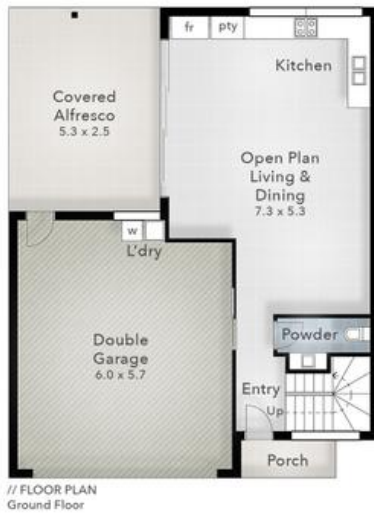 fr pty
Kitchen
Covered
Alfresco
5.3 x 2.5
Open Plan
Living &
Dining
7.3 x 5.3
w
L'dry
Double
Garage
6.0 x 5.7
Powder
Entry
Up
Porch
// FLOOR PLAN
Ground Floor